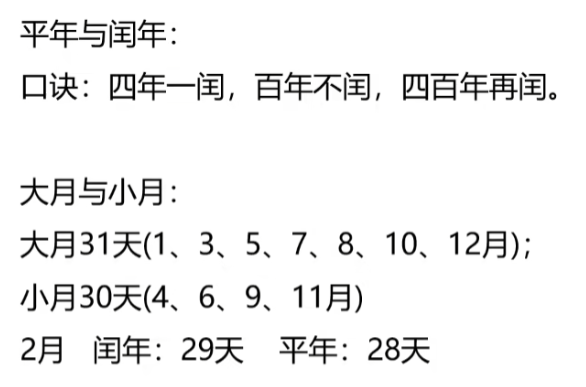 平年与闰年：
口诀：四年一闰，百年不闰，四百年再闰。
大月与小月：
大月31天(1、3、5、7、8、10、12月)；
小月30天(4、6、9、11月)
2月 闰年：29天 平年：28天